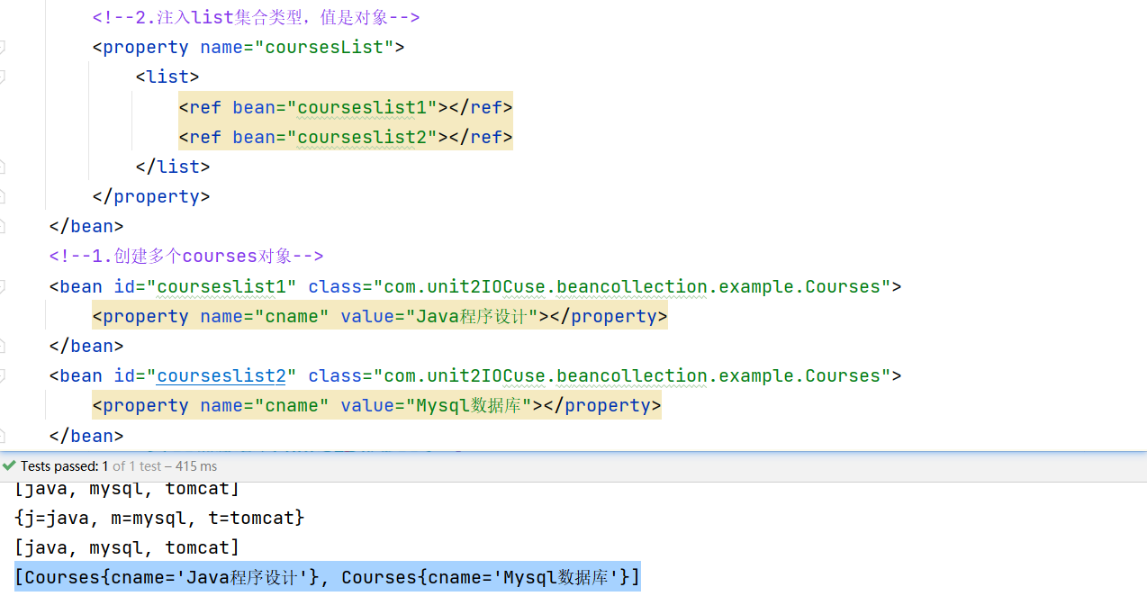 <!--2.注入list集合类型，值是对象-->
<property name="coursesList">
<list>
<ref bean="courseslist1"></ref>
<ref bean="courseslist2"></ref>
</list>
</property>
</bean>
<!--1.创建多个courses对象-->
<bean id="courseslist1" class="com.unit2IOCuse.beancollection.example.Courses">
<property name="cname" value="Java程序设计"></property>
</bean>
<bean id="courseslist2" class="com.unit2IOCuse.beancollection.example.Courses">
<property name="cname" value="Mysql数据库"></property>
</bean>
Tests passed: 1 of 1 test – 415 ms
[java, mysql, tomcat]
{j=java, m=mysql, t=tomcat}
[java, mysql, tomcat]
[Courses{cname='Java程序设计'}, Courses{cname='Mysql数据库'}]